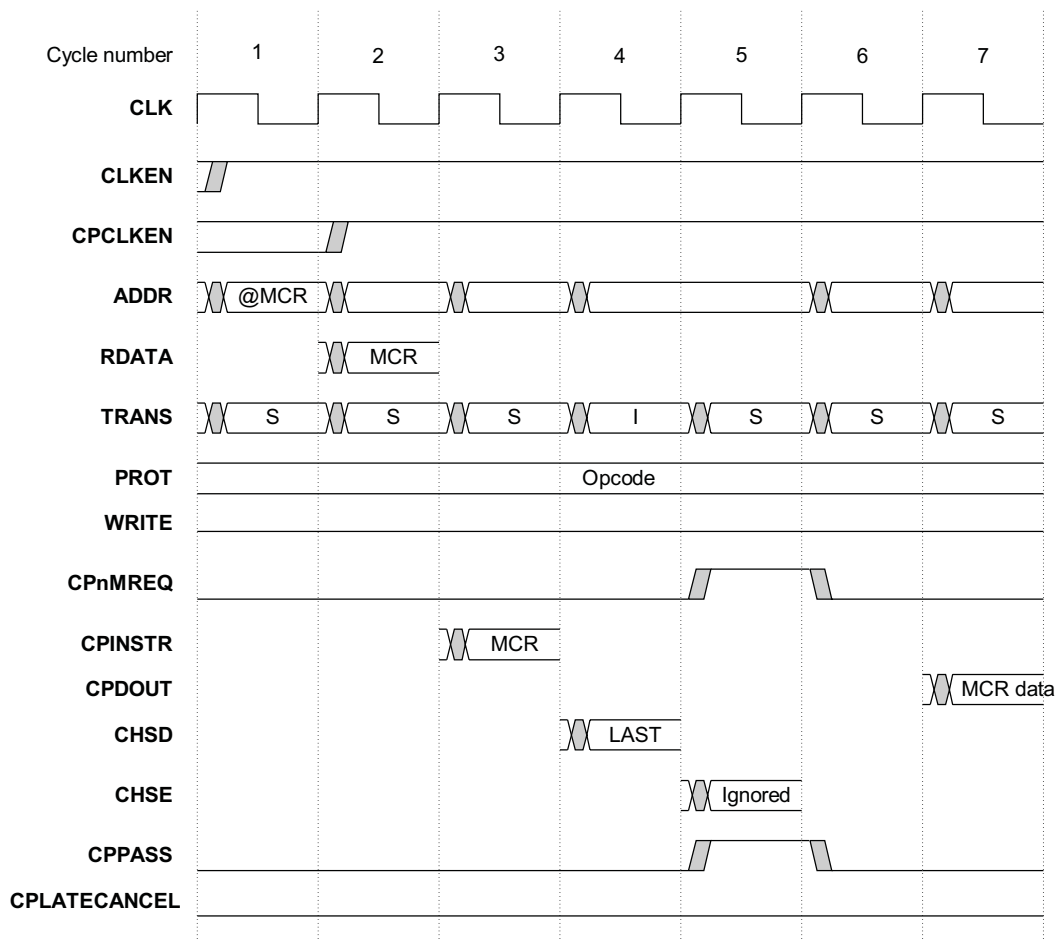 Cycle number 1 2 3 4 5 6 7
CLK
CLKEN
CPCLKEN
ADDR @MCR
RDATA MCR
TRANS S S S I S S S
PROT Opcode
WRITE
CPnMREQ
CPINSTR MCR
CPDOUT MCR data
CHSD LAST
CHSE Ignored
CPPASS
CPLATECANCEL